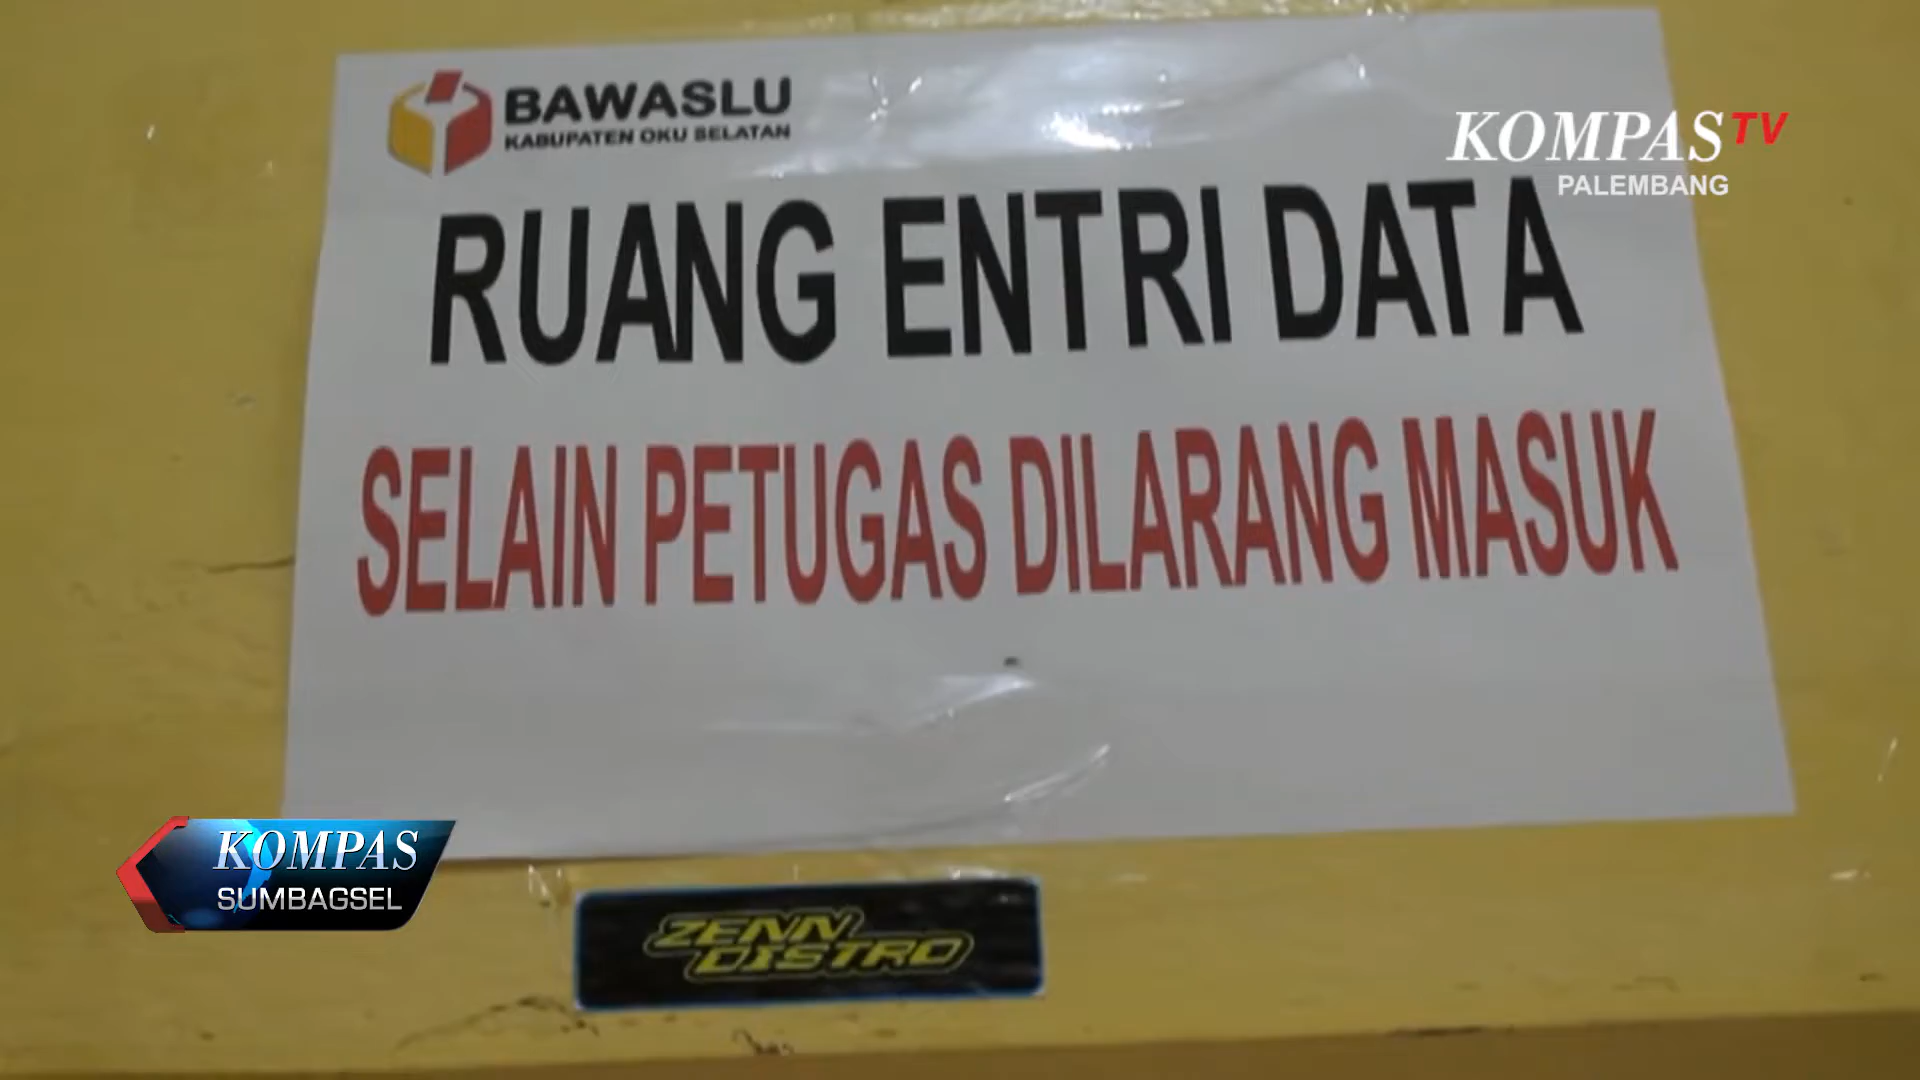 BAWASLU
KABUPATEN OKU SELATAN
KOMPAS TV
PALEMBANG
RUANG ENTRI DATA
SELAIN PETUGAS DILARANG MASUK
KOMPAS
SUMBAGSEL
ZENN
DISTRO